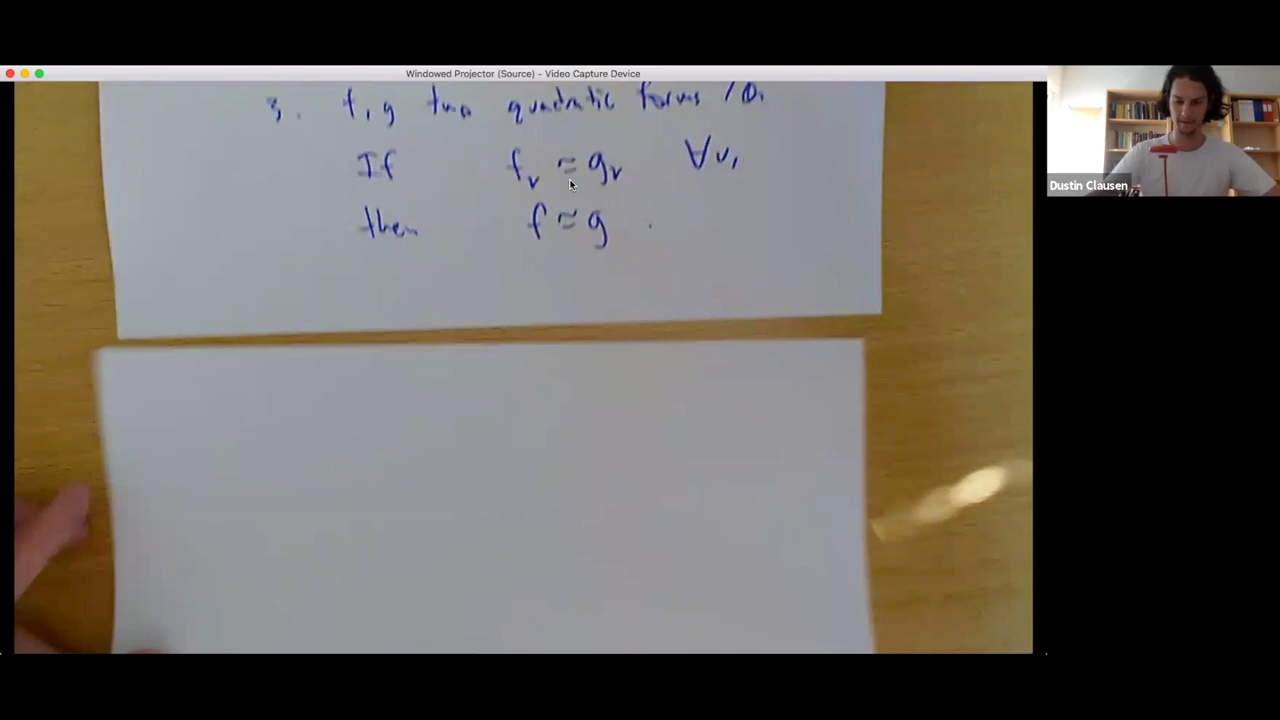 Windowed Projector (Source) - Video Capture Device
3. f, g two quadratic forms / Q.
If f_v ≃ g_v ∀v,
then f ≃ g .
Dustin Clausen